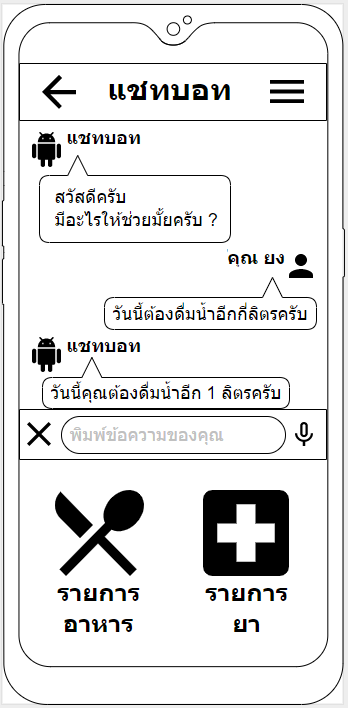 แชทบอท
แชทบอท
สวัสดีครับ
มีอะไรให้ช่วยมั้ยครับ ?
คุณ ยง
วันนี้ต้องดื่มน้ำอีกกี่ลิตรครับ
แชทบอท
วันนี้คุณต้องดื่มน้ำอีก 1 ลิตรครับ
พิมพ์ข้อความของคุณ
รายการ
อาหาร
รายการ
ยา